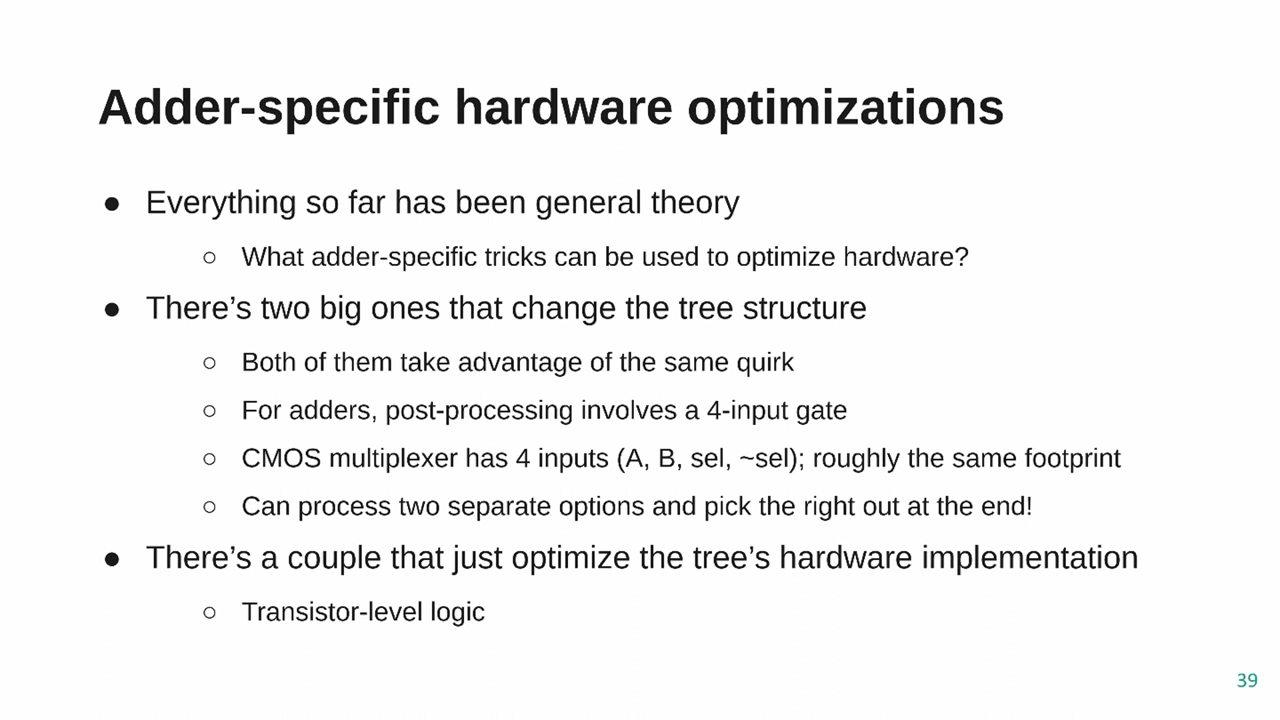 Adder-specific hardware optimizations
● Everything so far has been general theory
○ What adder-specific tricks can be used to optimize hardware?
● There’s two big ones that change the tree structure
○ Both of them take advantage of the same quirk
○ For adders, post-processing involves a 4-input gate
○ CMOS multiplexer has 4 inputs (A, B, sel, ~sel); roughly the same footprint
○ Can process two separate options and pick the right out at the end!
● There’s a couple that just optimize the tree’s hardware implementation
○ Transistor-level logic
39